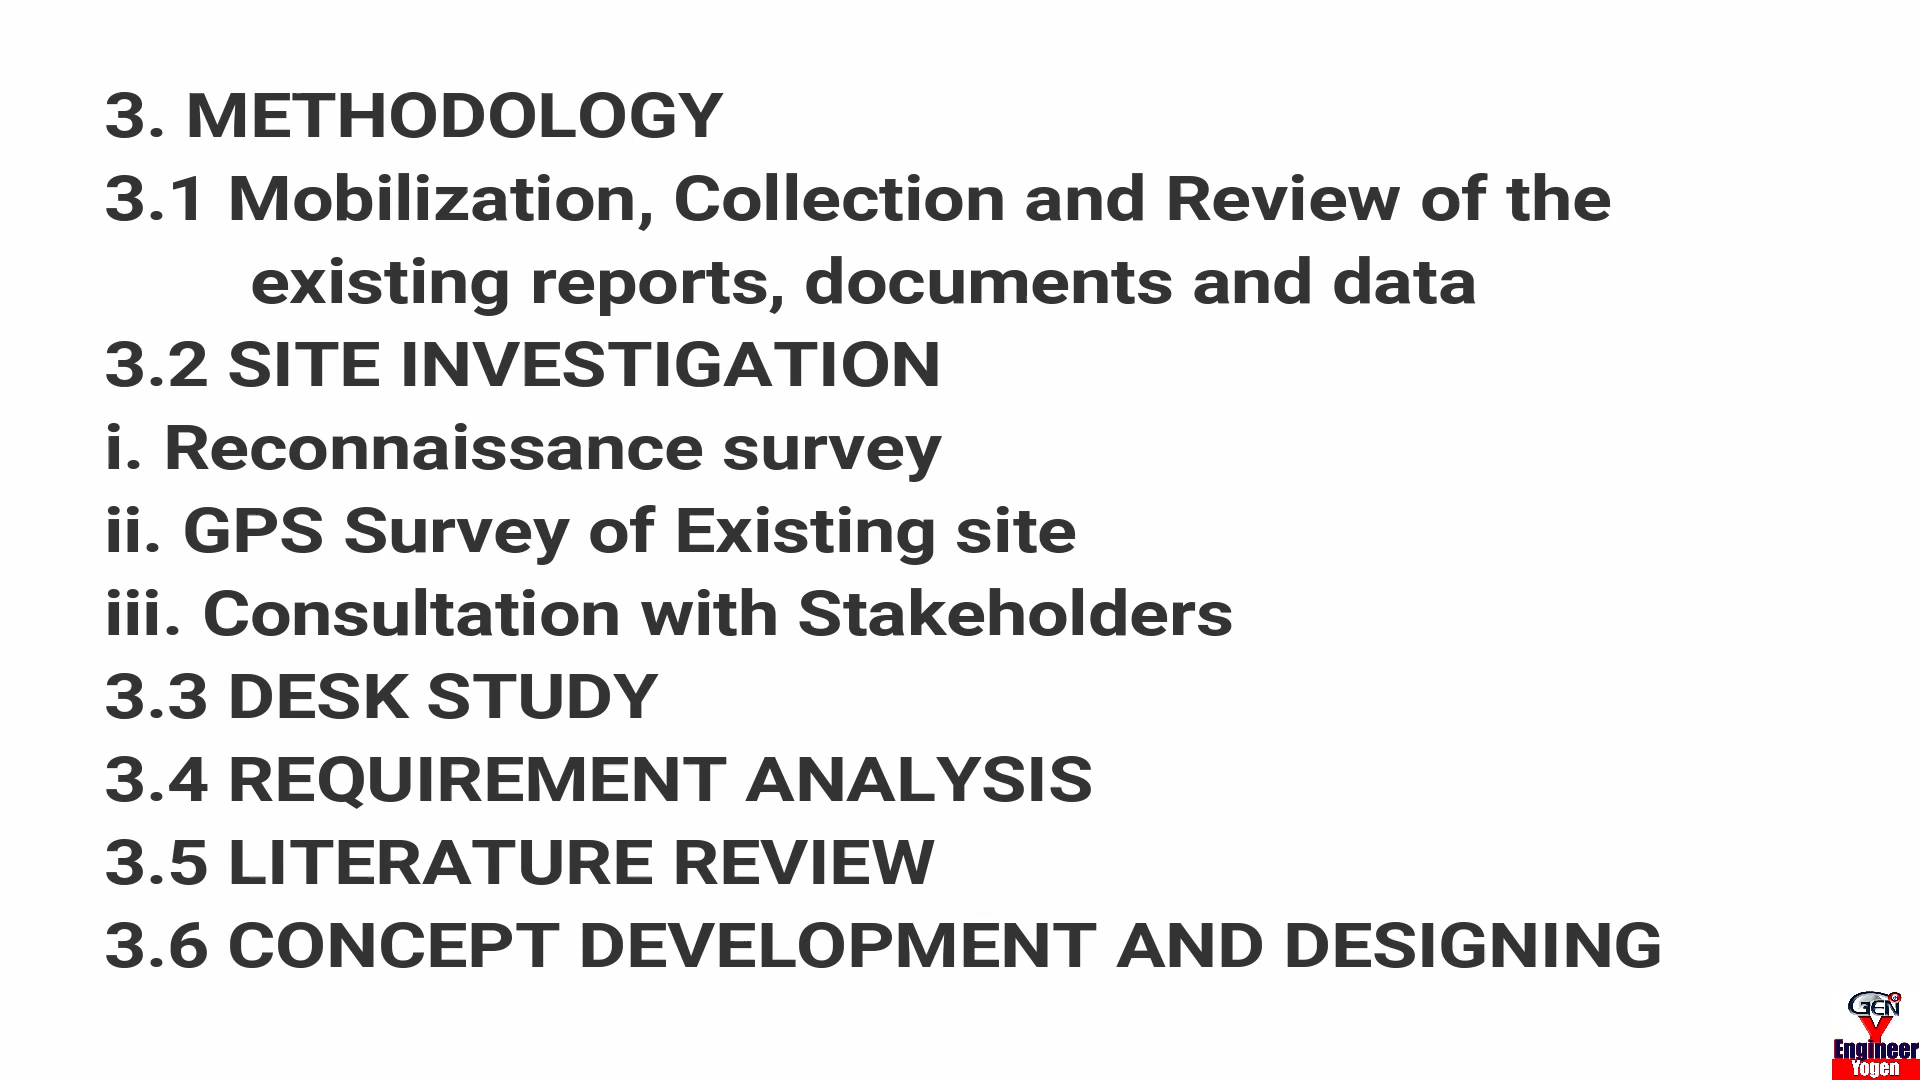 3. METHODOLOGY
3.1 Mobilization, Collection and Review of the
existing reports, documents and data
3.2 SITE INVESTIGATION
i. Reconnaissance survey
ii. GPS Survey of Existing site
iii. Consultation with Stakeholders
3.3 DESK STUDY
3.4 REQUIREMENT ANALYSIS
3.5 LITERATURE REVIEW
3.6 CONCEPT DEVELOPMENT AND DESIGNING
GEN
Y
Engineer
Yogen